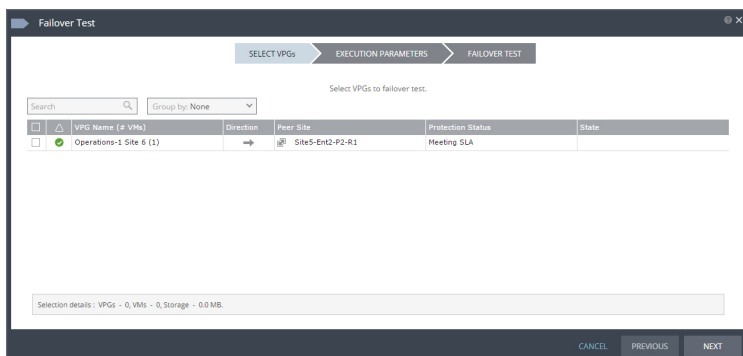 Failover Test
SELECT VPGs EXECUTION PARAMETERS FAILOVER TEST
Select VPGs to failover test.
Search Group by: None
VPG Name (# VMs) Direction Peer Site Protection Status State
Operations-1 Site 6 (1) Site5-Ent2-P2-R1 Meeting SLA
Selection details : VPGs - 0, VMs - 0, Storage - 0.0 MB.
CANCEL PREVIOUS NEXT